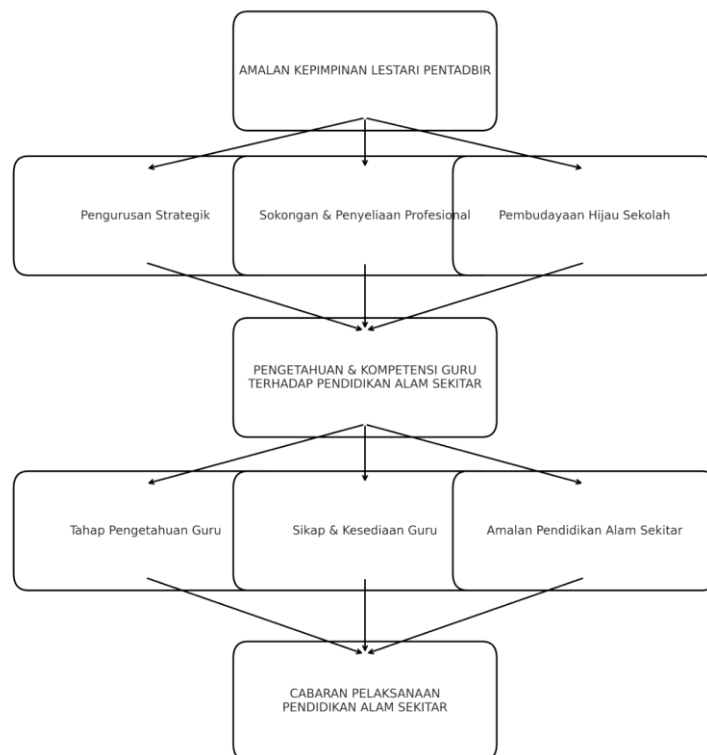 AMALAN KEPIMPINAN LESTARI PENTADBIR
Pengurusan Strategik
Sokongan & Penyeliaan Profesional
Pembudayaan Hijau Sekolah
PENGETAHUAN & KOMPETENSI GURU
TERHADAP PENDIDIKAN ALAM SEKITAR
Tahap Pengetahuan Guru
Sikap & Kesediaan Guru
Amalan Pendidikan Alam Sekitar
CABARAN PELAKSANAAN
PENDIDIKAN ALAM SEKITAR